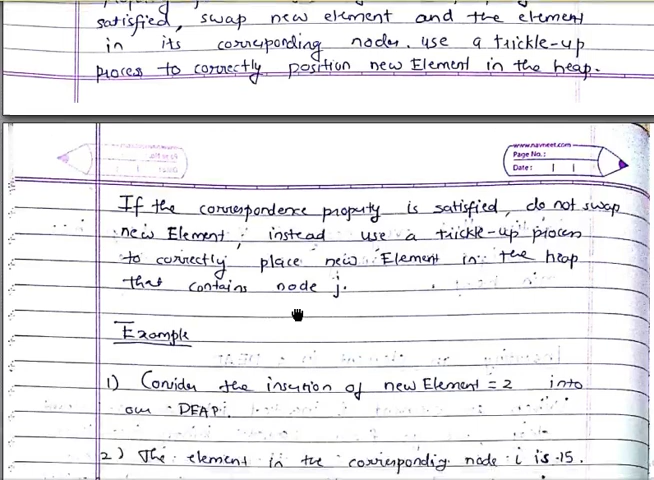 satisfied, swap new element and the element
in its corresponding node. use a trickle-up
process to correctly position new Element in the heap.
www.navneet.com
Page No.:
Date:
If the correspondence property is satisfied, do not swap
new Element, instead use a trickle-up process
to correctly place new Element in the heap
that contains node j.
Example
1) Consider the insertion of new Element = 2 into
our DEAP.
2) The element in the corresponding node i is 15.